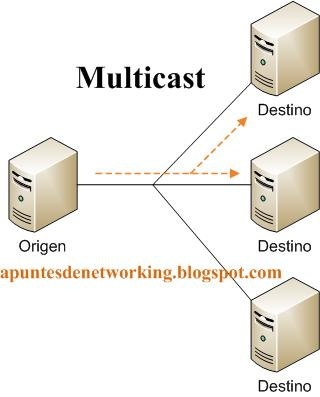 Multicast
Destino
Origen
Destino
apuntesdenetworking.blogspot.com
Destino